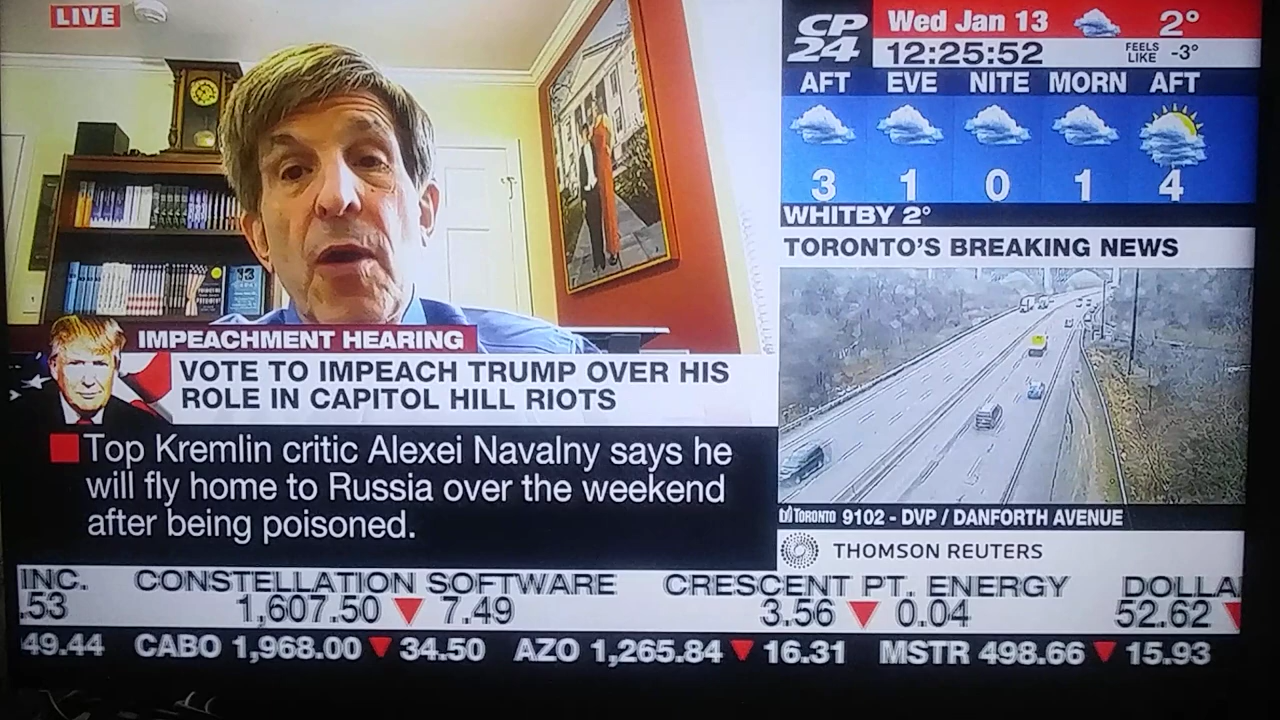 LIVE
CP
24
Wed Jan 13
2°
12:25:52
FEELS
LIKE
-3°
AFT EVE NITE MORN AFT
3 1 0 1 4
WHITBY 2°
TORONTO'S BREAKING NEWS
IMPEACHMENT HEARING
VOTE TO IMPEACH TRUMP OVER HIS
ROLE IN CAPITOL HILL RIOTS
Top Kremlin critic Alexei Navalny says he
will fly home to Russia over the weekend
after being poisoned.
TORONTO 9102 - DVP / DANFORTH AVENUE
THOMSON REUTERS
INC. CONSTELLATION SOFTWARE CRESCENT PT. ENERGY DOLLA
.53 1,607.50 ▼ 7.49 3.56 ▼ 0.04 52.62 ▼
49.44 CABO 1,968.00 ▼ 34.50 AZO 1,265.84 ▼ 16.31 MSTR 498.66 ▼ 15.93